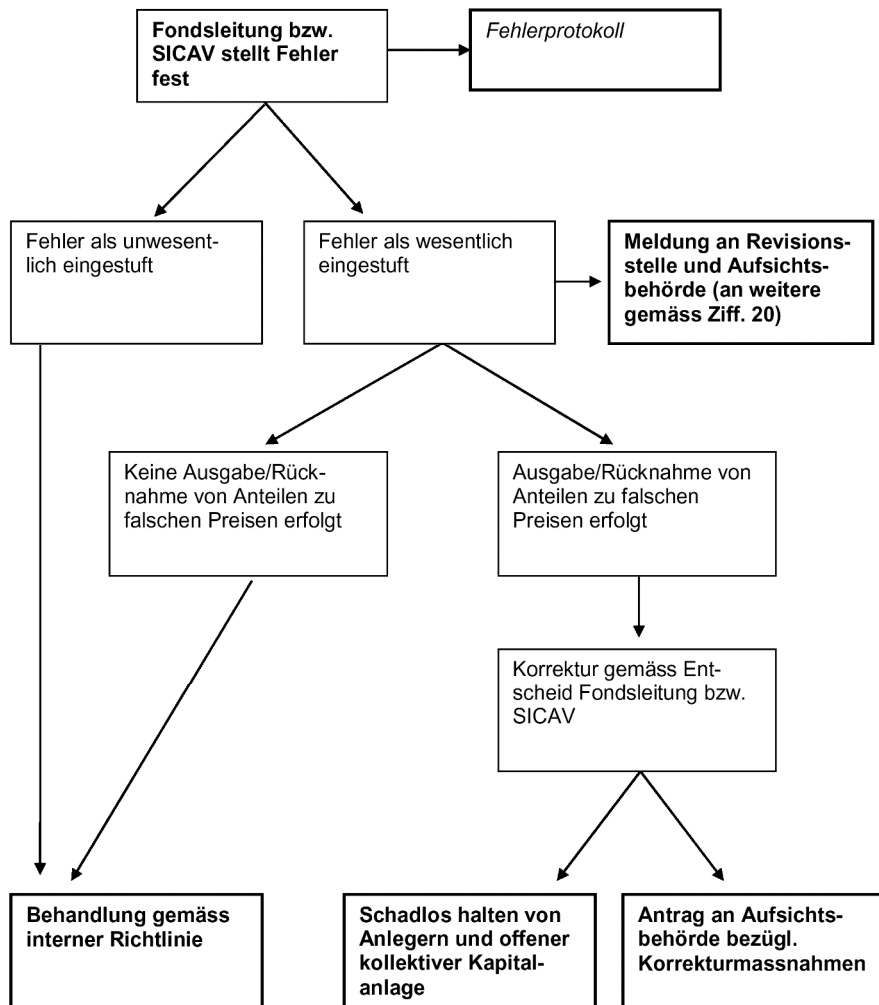 Fondsleitung bzw.
SICAV stellt Fehler
fest
Fehlerprotokoll
Fehler als unwesent-
lich eingestuft
Fehler als wesentlich
eingestuft
Meldung an Revisions-
stelle und Aufsichts-
behörde (an weitere
gemäss Ziff. 20)
Keine Ausgabe/Rück-
nahme von Anteilen zu
falschen Preisen erfolgt
Ausgabe/Rücknahme von
Anteilen zu falschen
Preisen erfolgt
Korrektur gemäss Ent-
scheid Fondsleitung bzw.
SICAV
Behandlung gemäss
interner Richtlinie
Schadlos halten von
Anlegern und offener
kollektiver Kapital-
anlage
Antrag an Aufsichts-
behörde bezügl.
Korrekturmassnahmen